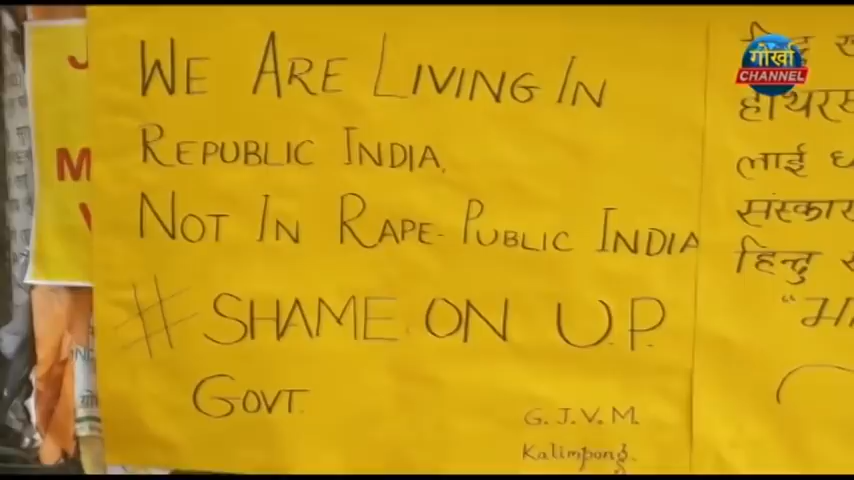 WE ARE LIVING IN
REPUBLIC INDIA.
NOT IN RAPE-PUBLIC INDIA
# SHAME ON U.P.
GOVT.
G. J.V. M.
Kalimpong.
हाथरस
लाई
संस्कार
हिन्दु
गोर्खा
CHANNEL